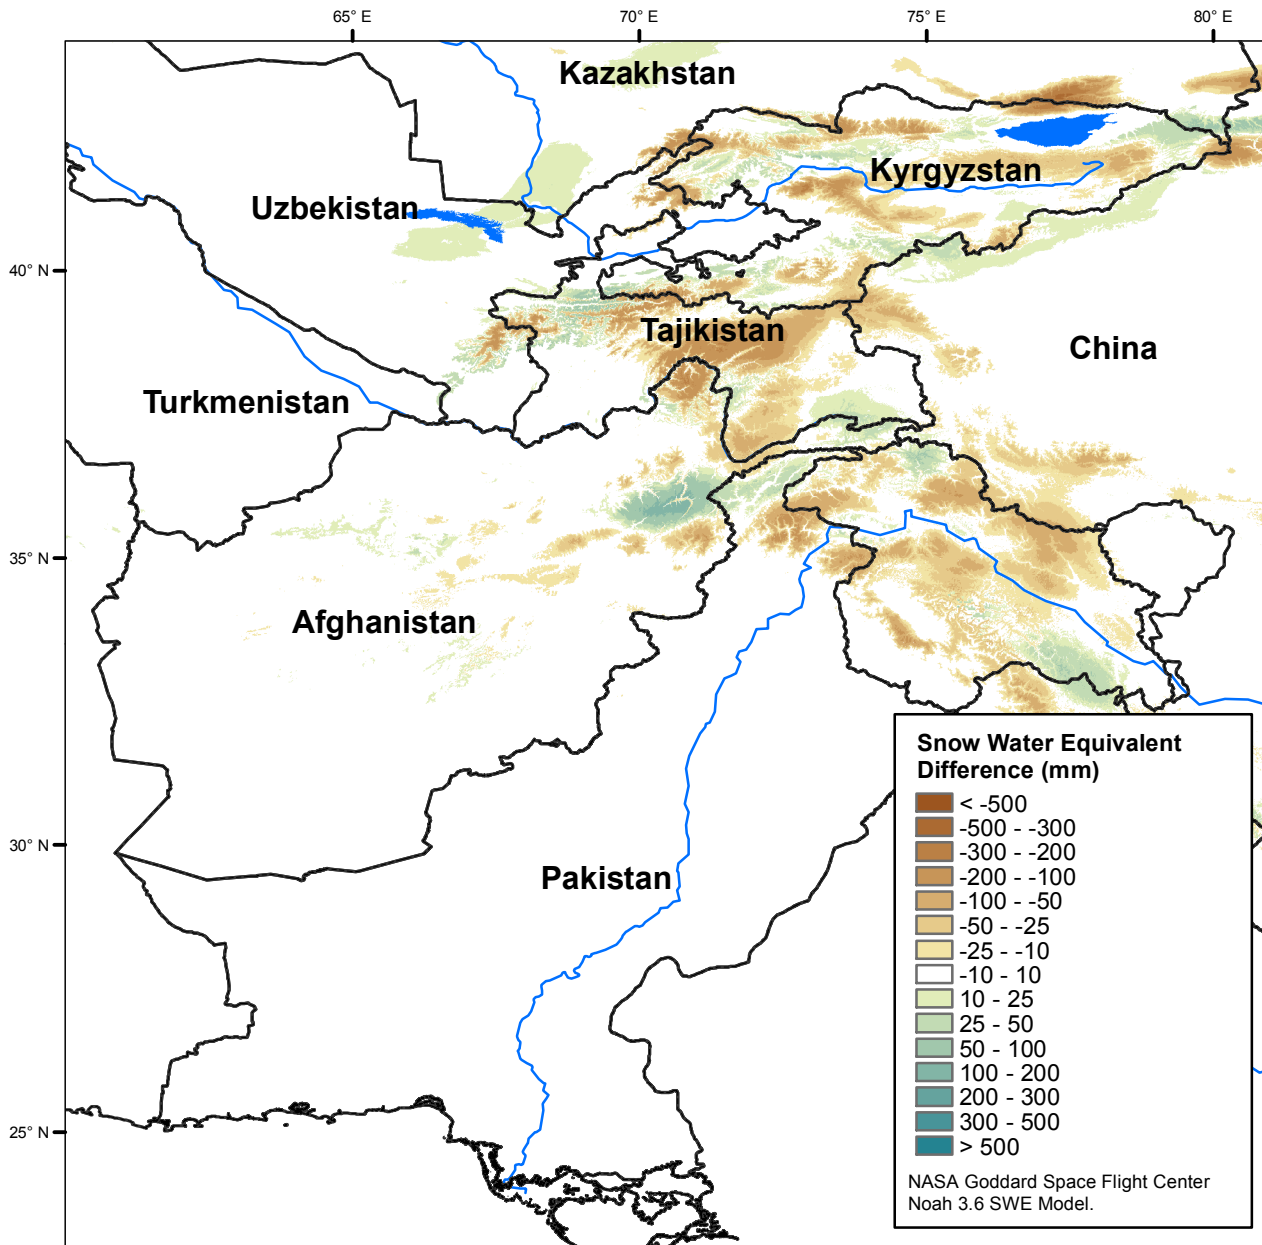 65° E
70° E
75° E
80° E
Kazakhstan
Kyrgyzstan
Uzbekistan
40° N
Tajikistan
China
Turkmenistan
35° N
Afghanistan
Snow Water Equivalent
Difference (mm)
< -500
-500 - -300
-300 - -200
-200 - -100
-100 - -50
-50 - -25
-25 - -10
-10 - 10
10 - 25
25 - 50
50 - 100
100 - 200
200 - 300
300 - 500
> 500
30° N
Pakistan
25° N
NASA Goddard Space Flight Center
Noah 3.6 SWE Model.